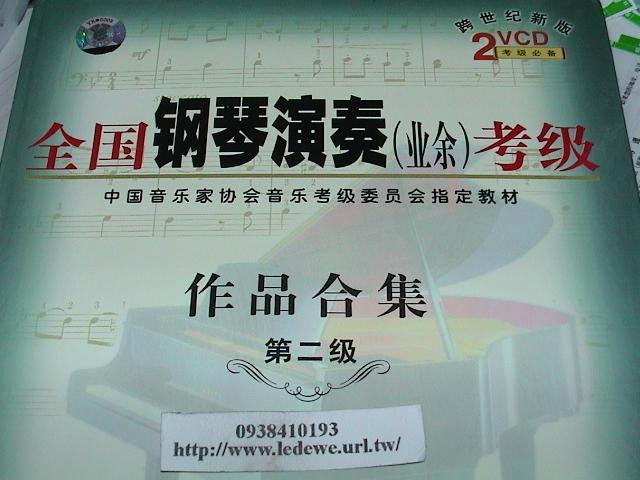 跨世纪新版
2VCD
考级必备
全国钢琴演奏(业余)考级
中国音乐家协会音乐考级委员会指定教材
作品合集
第二级
0938410193
http://www.ledewe.url.tw/